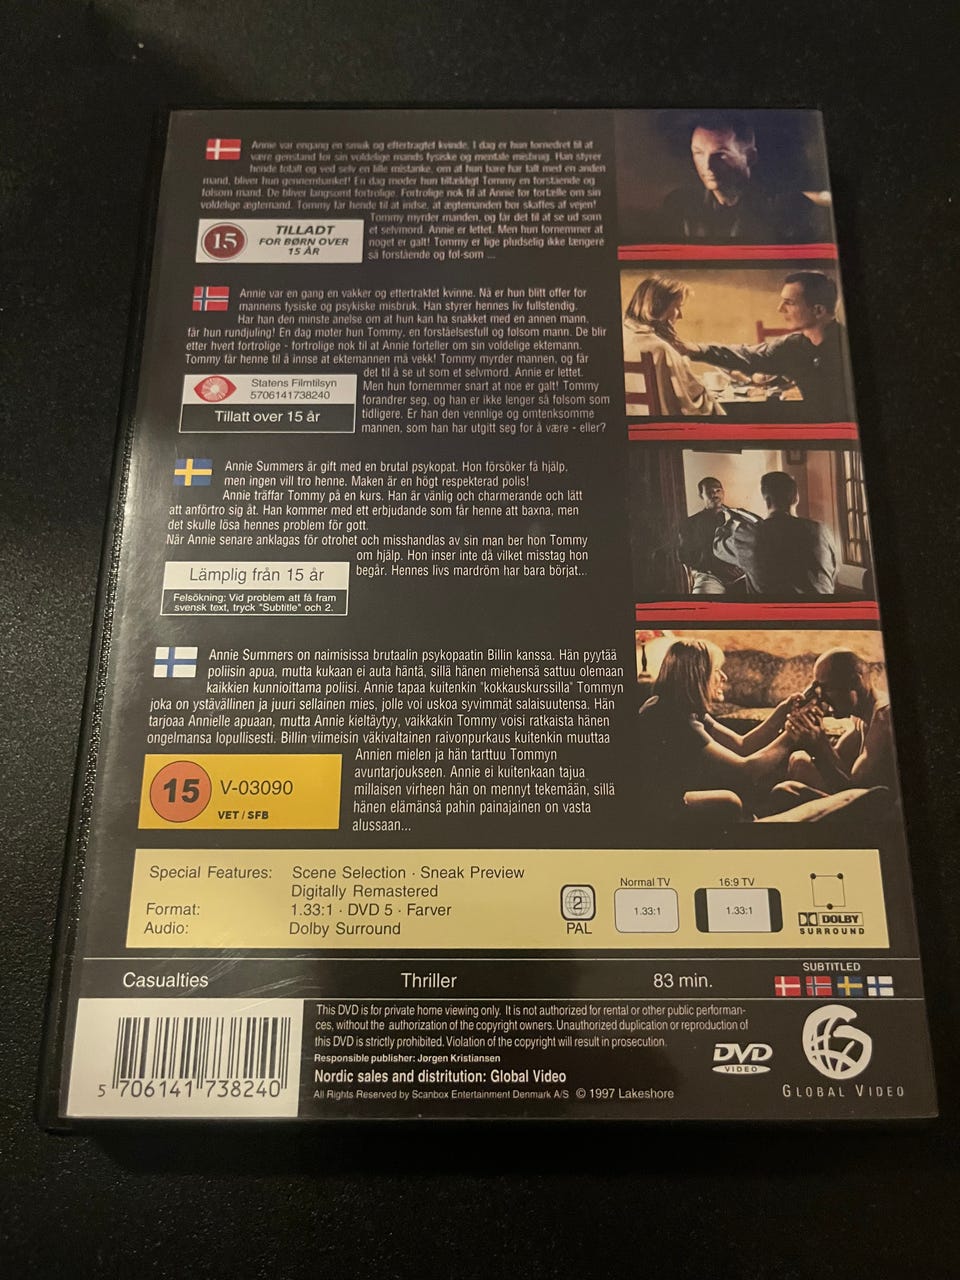 Annie var engang en smuk og eftertragtet kvinde. I dag er hun fornedret til at
være genstand for sin voldelige mands fysiske og mentale misbrug. Han styrer
hende totalt og ved selv en lille mistanke, om at hun bare har talt med en anden
mand, bliver hun gennembanket! En dag møder hun tilfældigt Tommy en forstående og
følsom mand. De bliver langsomt fortrolige. Fortrolige nok til at Annie tør fortælle om sin
voldelige ægtemand. Tommy får hende til at indse, at ægtemanden bør skaffes af vejen!
Tommy myrder manden, og får det til at se ud som
et selvmord. Annie er lettet. Men hun fornemmer at
noget er galt! Tommy er lige pludselig ikke længere
så forstående og føl-som ...
15
TILLADT
FOR BØRN OVER
15 ÅR
Annie var en gang en vakker og ettertraktet kvinne. Nå er hun blitt offer for
mannens fysiske og psykiske misbruk. Han styrer hennes liv fullstendig.
Har han den minste anelse om at hun kan ha snakket med en annen mann,
får hun rundjuling! En dag møter hun Tommy, en forståelsesfull og følsom mann. De blir
etter hvert fortrolige - fortrolige nok til at Annie forteller om sin voldelige ektemann.
Tommy får henne til å innse at ektemannen må vekk! Tommy myrder mannen, og får
det til å se ut som et selvmord. Annie er lettet.
Men hun fornemmer snart at noe er galt! Tommy
forandrer seg, og han er ikke lenger så følsom som
tidligere. Er han den vennlige og omtenksomme
mannen, som han har utgitt seg for å være - eller?
Statens Filmtilsyn
5706141738240
Tillatt over 15 år
Annie Summers är gift med en brutal psykopat. Hon försöker få hjälp,
men ingen vill tro henne. Maken är en högt respekterad polis!
Annie träffar Tommy på en kurs. Han är vänlig och charmerande och lätt
att anförtro sig åt. Han kommer med ett erbjudande som får henne att baxna, men
det skulle lösa hennes problem för gott.
När Annie senare anklagas för otrohet och misshandlas av sin man ber hon Tommy
om hjälp. Hon inser inte då vilket misstag hon
begår. Hennes livs mardröm har bara börjat...
Lämplig från 15 år
Felsökning: Vid problem att få fram
svensk text, tryck "Subtitle" och 2.
Annie Summers on naimisissa brutaalin psykopaatin Billin kanssa. Hän pyytää
poliisin apua, mutta kukaan ei auta häntä, sillä hänen miehensä sattuu olemaan
kaikkien kunnioittama poliisi. Annie tapaa kuitenkin "kokkauskurssilla" Tommyn
joka on ystävällinen ja juuri sellainen mies, jolle voi uskoa syvimmät salaisuutensa. Hän
tarjoaa Annielle apuaan, mutta Annie kieltäytyy, vaikkakin Tommy voisi ratkaista hänen
ongelmansa lopullisesti. Billin viimeisin väkivaltainen raivonpurkaus kuitenkin muuttaa
Annien mielen ja hän tarttuu Tommyn
avuntarjoukseen. Annie ei kuitenkaan tajua
millaisen virheen hän on mennyt tekemään, sillä
hänen elämänsä pahin painajainen on vasta
alussaan...
15
V-03090
VET / SFB
Special Features: Scene Selection · Sneak Preview
Digitally Remastered
Format: 1.33:1 · DVD 5 · Farver
Audio: Dolby Surround
2
PAL
Normal TV
1.33:1
16:9 TV
1.33:1
DOLBY
SURROUND
Casualties Thriller 83 min.
SUBTITLED
5 706141 738240
This DVD is for private home viewing only. It is not authorized for rental or other public performan-
ces, without the authorization of the copyright owners. Unauthorized duplication or reproduction of
this DVD is strictly prohibited. Violation of the copyright will result in prosecution.
Responsible publisher: Jørgen Kristiansen
Nordic sales and distritution: Global Video
All Rights Reserved by Scanbox Entertainment Denmark A/S © 1997 Lakeshore
DVD
VIDEO
GLOBAL VIDEO